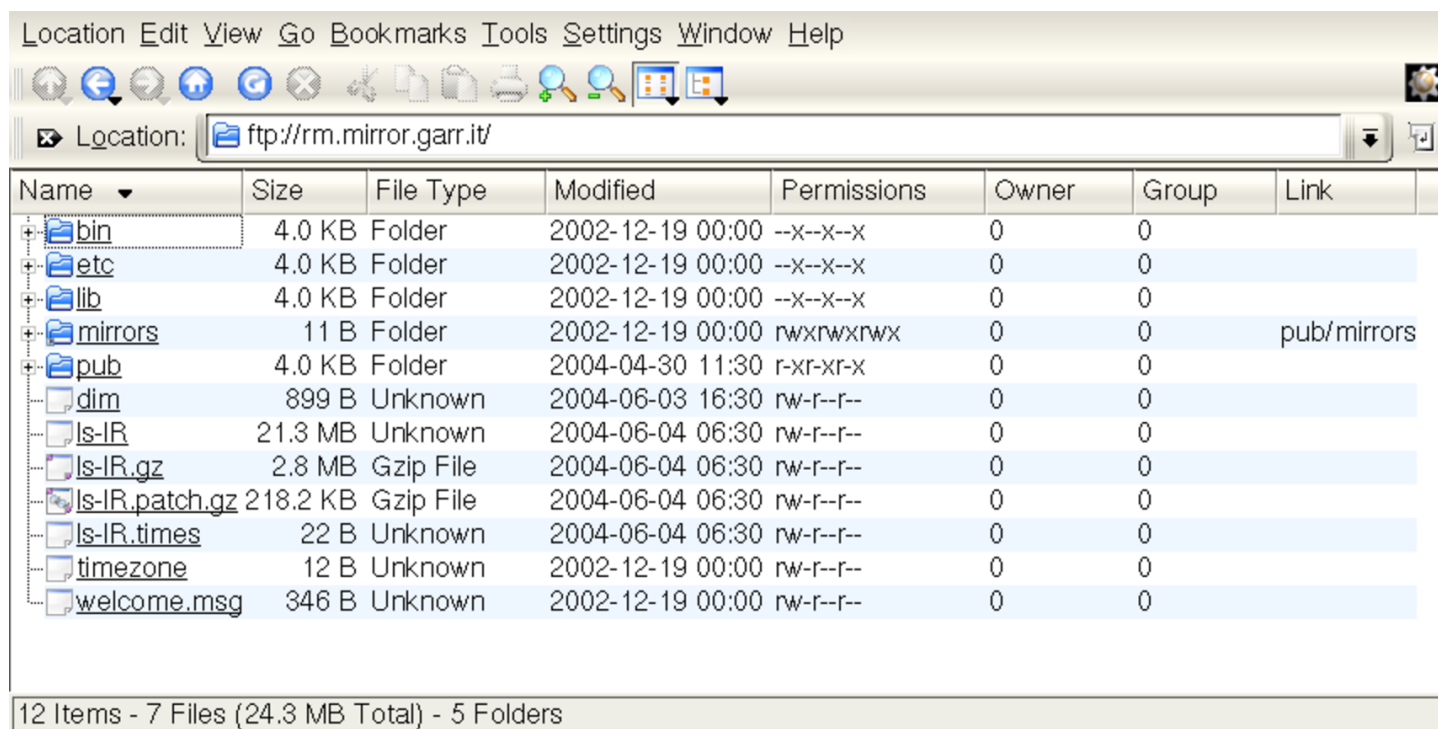 Location Edit View Go Bookmarks Tools Settings Window Help
Location: ftp://rm.mirror.garr.it/
Name Size File Type Modified Permissions Owner Group Link
bin 4.0 KB Folder 2002-12-19 00:00 --x--x--x 0 0
etc 4.0 KB Folder 2002-12-19 00:00 --x--x--x 0 0
lib 4.0 KB Folder 2002-12-19 00:00 --x--x--x 0 0
mirrors 11 B Folder 2002-12-19 00:00 rwxrwxrwx 0 0 pub/mirrors
pub 4.0 KB Folder 2004-04-30 11:30 r-xr-xr-x 0 0
dim 899 B Unknown 2004-06-03 16:30 rw-r--r-- 0 0
ls-lR 21.3 MB Unknown 2004-06-04 06:30 rw-r--r-- 0 0
ls-lR.gz 2.8 MB Gzip File 2004-06-04 06:30 rw-r--r-- 0 0
ls-lR.patch.gz 218.2 KB Gzip File 2004-06-04 06:30 rw-r--r-- 0 0
ls-lR.times 22 B Unknown 2004-06-04 06:30 rw-r--r-- 0 0
timezone 12 B Unknown 2002-12-19 00:00 rw-r--r-- 0 0
welcome.msg 346 B Unknown 2002-12-19 00:00 rw-r--r-- 0 0
12 Items - 7 Files (24.3 MB Total) - 5 Folders